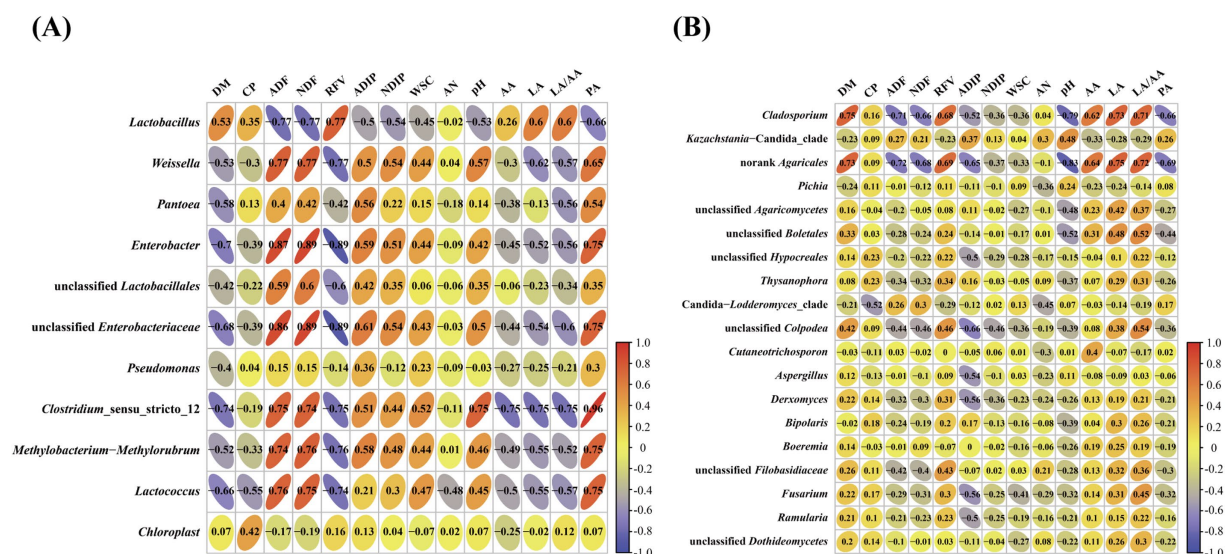 (A)
DM CP ADF NDF RFV ADIP NDIP WSC AN pH AA LA LA/AA PA
Lactobacillus 0.53 0.35 −0.77 −0.77 0.77 −0.5 −0.54 −0.45 −0.02 −0.53 0.26 0.6 0.6 −0.66
Weissella −0.53 −0.3 0.77 0.77 −0.77 0.5 0.54 0.44 0.04 0.57 −0.3 −0.62 −0.57 0.65
Pantoea −0.58 0.13 0.4 0.42 −0.42 0.56 0.22 0.15 −0.18 0.14 −0.38 −0.13 −0.56 0.54
Enterobacter −0.7 −0.39 0.87 0.89 −0.89 0.59 0.51 0.44 −0.09 0.42 −0.45 −0.52 −0.56 0.75
unclassified Lactobacillales −0.42 −0.22 0.59 0.6 −0.6 0.42 0.35 0.06 −0.06 0.35 −0.06 −0.23 −0.34 0.35
unclassified Enterobacteriaceae −0.68 −0.39 0.86 0.89 −0.89 0.61 0.54 0.43 −0.03 0.5 −0.44 −0.54 −0.6 0.75
Pseudomonas −0.4 0.04 0.15 0.15 −0.14 0.36 −0.12 0.23 −0.09 −0.03 −0.27 −0.25 −0.21 0.3
Clostridium_sensu_stricto_12 −0.74 −0.19 0.75 0.74 −0.75 0.51 0.44 0.52 −0.11 0.75 −0.75 −0.75 −0.75 0.96
Methylobacterium−Methylorubrum −0.52 −0.33 0.74 0.76 −0.76 0.58 0.48 0.44 0.01 0.46 −0.49 −0.55 −0.52 0.75
Lactococcus −0.66 −0.55 0.76 0.75 −0.74 0.21 0.3 0.47 −0.48 0.45 −0.5 −0.55 −0.57 0.75
Chloroplast 0.07 0.42 −0.17 −0.19 0.16 0.13 0.04 −0.07 0.02 0.07 −0.25 −0.02 0.12 0.07
1.0
0.8
0.6
0.4
0.2
0
−0.2
−0.4
−0.6
−0.8
−1.0
(B)
DM CP ADF NDF RFV ADIP NDIP WSC AN pH AA LA LA/AA PA
Cladosporium 0.75 0.16 −0.71 −0.66 0.68 −0.52 −0.36 −0.36 0.04 −0.79 0.62 0.73 0.71 −0.66
Kazachstania−Candida_clade −0.23 0.09 0.27 0.21 −0.23 0.37 0.13 0.04 0.3 0.48 −0.33 −0.28 −0.29 0.26
norank Agaricales 0.73 0.09 −0.72 −0.68 0.69 −0.65 −0.37 −0.33 −0.1 −0.83 0.64 0.75 0.72 −0.69
Pichia −0.24 0.11 −0.01 −0.12 0.11 −0.12 −0.1 0.09 −0.36 0.24 −0.23 −0.24 −0.14 0.08
unclassified Agaricomycetes 0.16 −0.04 −0.2 −0.05 0.08 0.11 −0.02 −0.27 −0.1 −0.48 0.23 0.42 0.37 −0.27
unclassified Boletales 0.33 0.03 −0.28 −0.24 0.24 −0.14 −0.01 −0.17 0.01 −0.52 0.31 0.48 0.52 −0.44
unclassified Hypocreales 0.14 0.23 −0.2 −0.22 0.22 −0.5 −0.29 −0.28 −0.17 −0.15 −0.04 0.1 0.22 −0.12
Thysanophora 0.08 0.23 −0.34 −0.32 0.34 0.16 −0.03 −0.05 0.09 −0.37 0.07 0.29 0.31 −0.26
Candida−Lodderomyces_clade −0.21 −0.52 0.26 0.3 −0.29 −0.12 0.02 0.13 −0.45 0.07 −0.03 −0.14 −0.19 0.17
unclassified Colpodea 0.42 0.09 −0.44 −0.46 0.46 −0.66 −0.46 −0.36 −0.19 −0.39 0.08 0.38 0.54 −0.36
Cutaneotrichosporon −0.03 −0.11 0.03 −0.02 0 −0.05 0.06 0.01 −0.3 0.01 0.4 −0.07 −0.17 0.02
Aspergillus 0.12 −0.13 −0.01 −0.1 0.09 −0.54 −0.1 0.03 −0.23 0.11 −0.08 −0.09 0.03 −0.06
Derxomyces 0.22 0.14 −0.32 −0.3 0.31 −0.56 −0.36 −0.23 −0.24 −0.24 0.13 0.19 0.21 −0.21
Bipolaris −0.02 0.18 −0.24 −0.19 0.2 0.17 −0.13 −0.16 −0.08 −0.39 0.04 0.3 0.26 −0.21
Boeremia 0.14 −0.03 −0.01 0.09 −0.07 0 −0.02 −0.16 −0.06 −0.26 0.19 0.25 0.19 −0.19
unclassified Filobasidiaceae 0.26 0.11 −0.42 −0.4 0.43 −0.07 0.02 0.03 0.21 −0.28 0.13 0.32 0.36 −0.3
Fusarium 0.22 0.17 −0.29 −0.31 0.3 −0.56 −0.25 −0.41 −0.29 −0.32 0.14 0.31 0.45 −0.32
Ramularia 0.21 0.1 −0.21 −0.23 0.23 −0.5 −0.25 −0.19 −0.16 −0.21 0.1 0.15 0.22 −0.16
unclassified Dothideomycetes 0.2 0.14 −0.1 −0.01 0.03 −0.11 −0.04 −0.27 0.08 −0.22 0.11 0.26 0.3 −0.22
1.0
0.8
0.6
0.4
0.2
0
−0.2
−0.4
−0.6
−0.8
−1.0